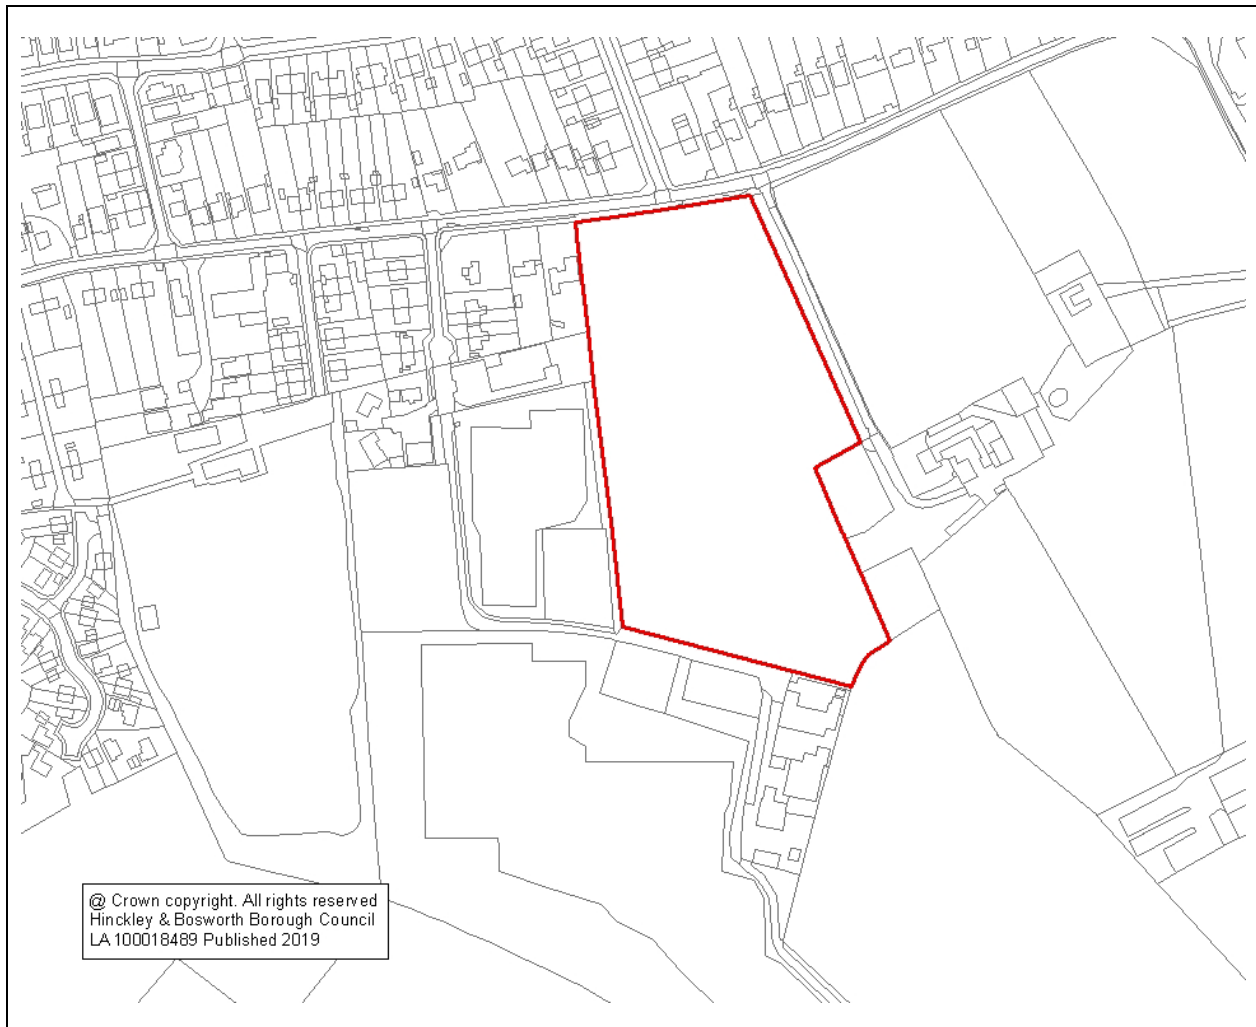 @ Crown copyright. All rights reserved
Hinckley & Bosworth Borough Council
LA 100018489 Published 2019